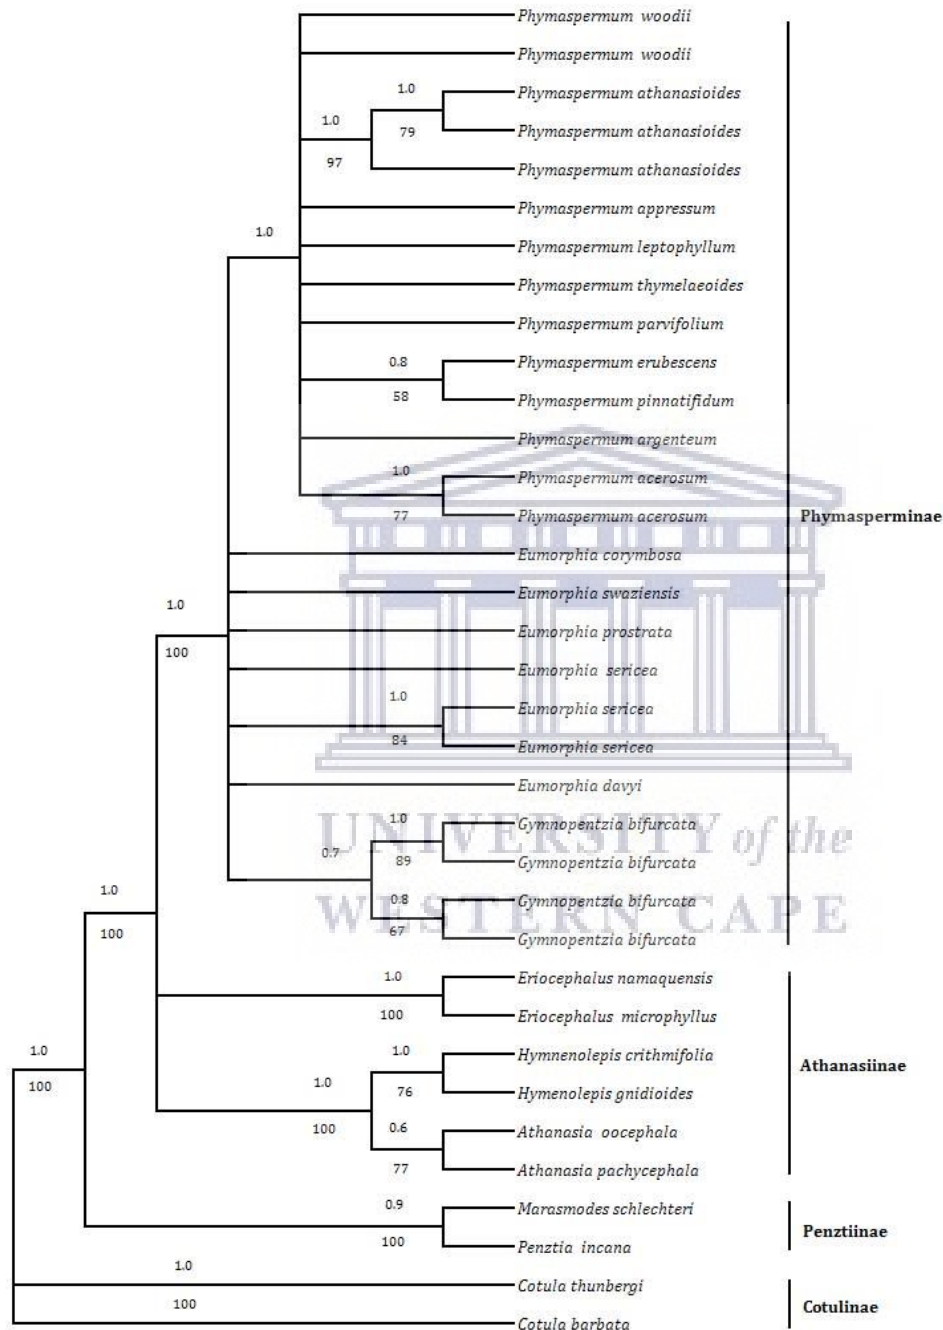 Phymaspermum woodii
Phymaspermum woodii
1.0
Phymaspermum athanasioides
1.0
79
Phymaspermum athanasioides
97
Phymaspermum athanasioides
Phymaspermum appressum
1.0
Phymaspermum leptophyllum
Phymaspermum thymelaeoides
Phymaspermum parvifolium
0.8
Phymaspermum erubescens
58
Phymaspermum pinnatifidum
Phymaspermum argenteum
1.0
Phymaspermum acerosum
77
Phymaspermum acerosum
Phymasperminae
Eumorphia corymbosa
Eumorphia swaziensis
1.0
Eumorphia prostrata
100
Eumorphia sericea
1.0
Eumorphia sericea
84
Eumorphia sericea
Eumorphia davyi
1.0
Gymnopentzia bifurcata
UNIVERSITY of the
0.7
89
Gymnopentzia bifurcata
1.0
0.8
Gymnopentzia bifurcata
WESTERN CAPE
100
67
Gymnopentzia bifurcata
1.0
Eriocephalus namaquensis
100
Eriocephalus microphyllus
1.0
1.0
Hymnenolepis crithmifolia
Athanasiinae
100
1.0
76
Hymenolepis gnidioides
100
0.6
Athanasia oocephala
77
Athanasia pachycephala
0.9
Marasmodes schlechteri
Penztiinae
100
Penztia incana
1.0
Cotula thunbergi
100
Cotulinae
Cotula barbata